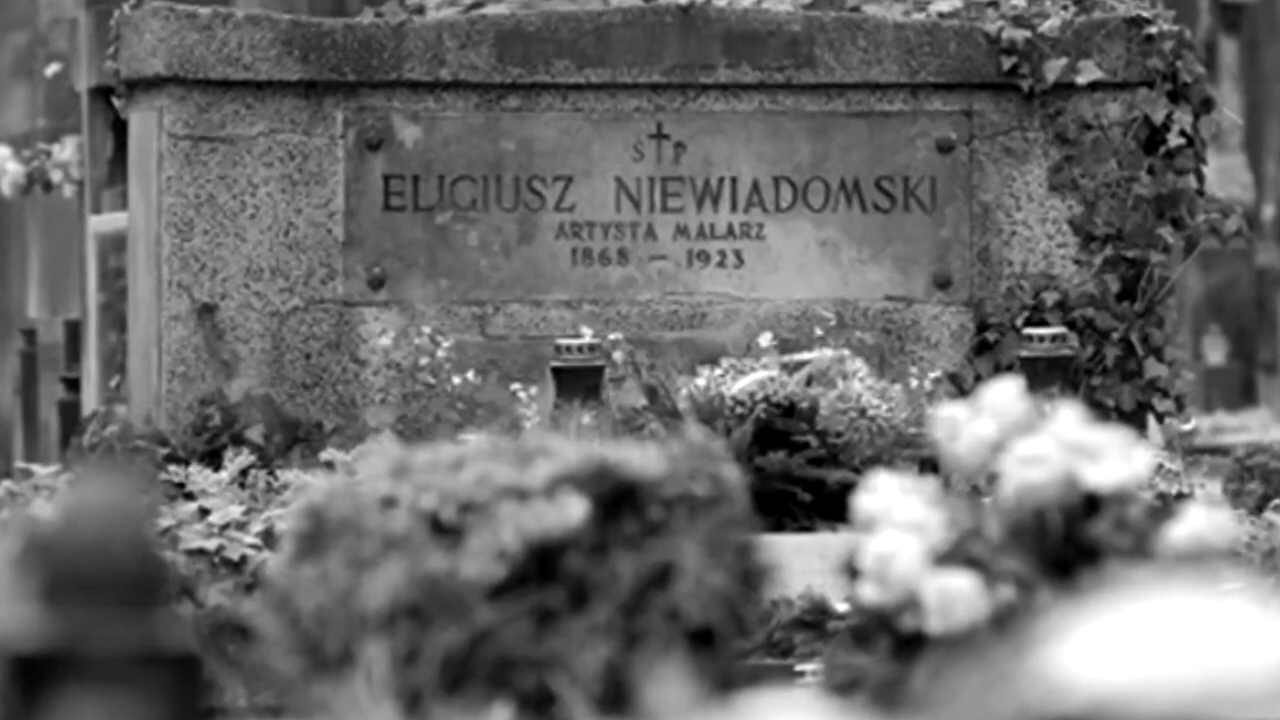 S † P
ELIGIUSZ NIEWIADOMSKI
ARTYSTA MALARZ
1868 — 1923